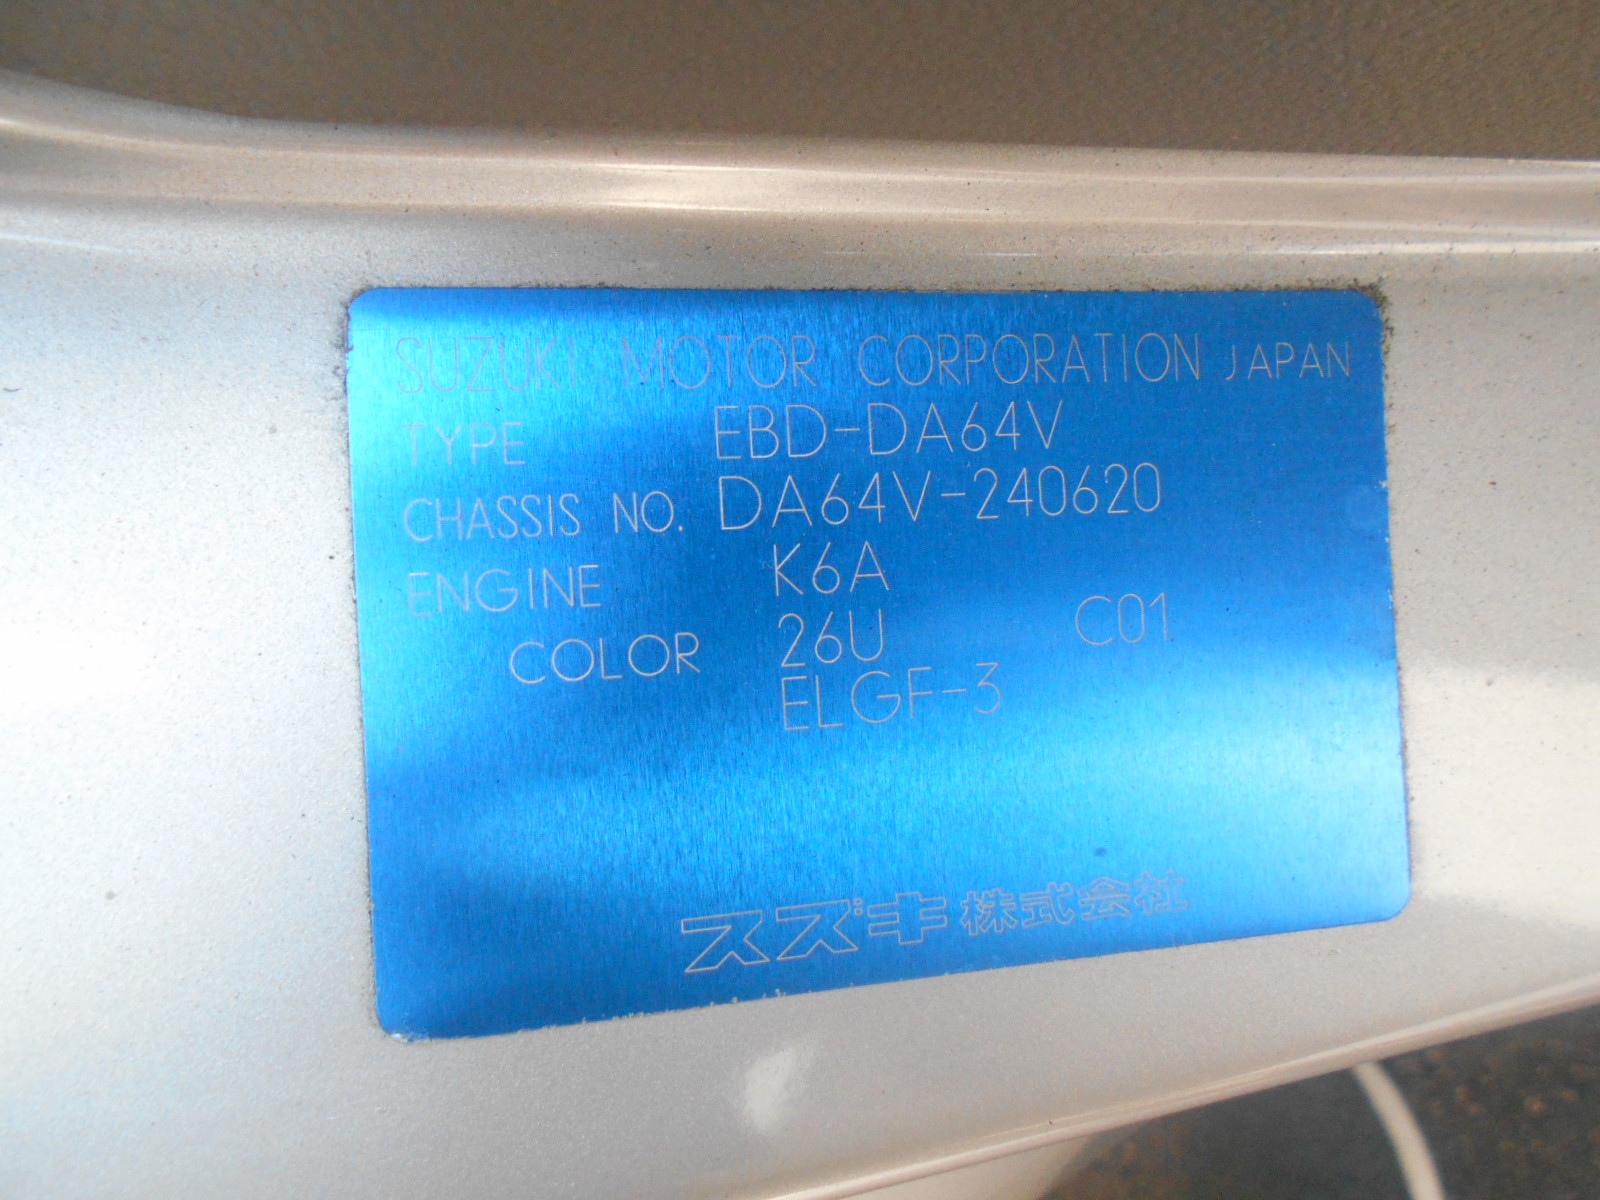 SUZUKI MOTOR CORPORATION JAPAN
TYPE EBD-DA64V
CHASSIS NO. DA64V-240620
ENGINE K6A
COLOR 26U C01
ELGF-3
スズキ株式会社